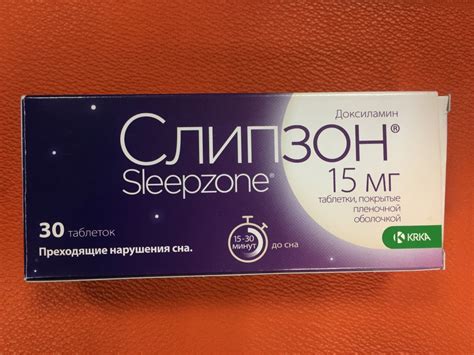 Доксиламин
СЛИПЗОН®
Sleepzone®
15 мг
таблетки, покрытые
пленочной
оболочкой
30 таблеток
Преходящие нарушения сна.
15-30
минут
до сна
KRKA